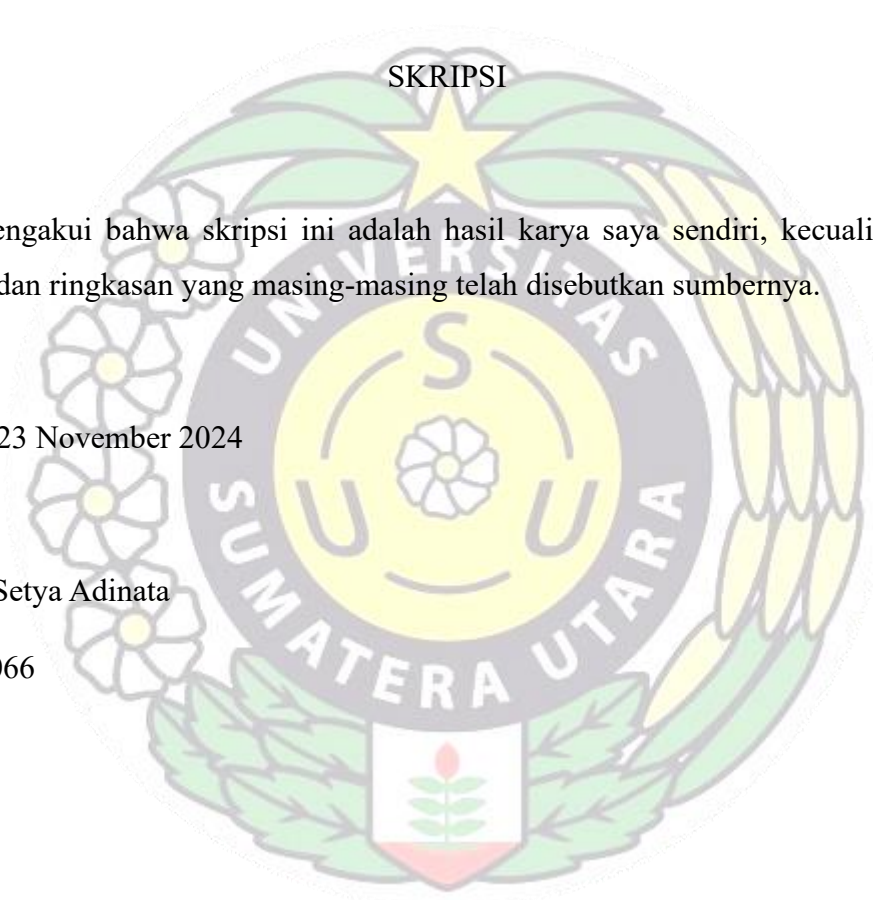 SKRIPSI
engakui bahwa skripsi ini adalah hasil karya saya sendiri, kecuali
dan ringkasan yang masing-masing telah disebutkan sumbernya.
23 November 2024
Setya Adinata
066
UNIVERSITAS
S
U U
SUMATERA UTARA